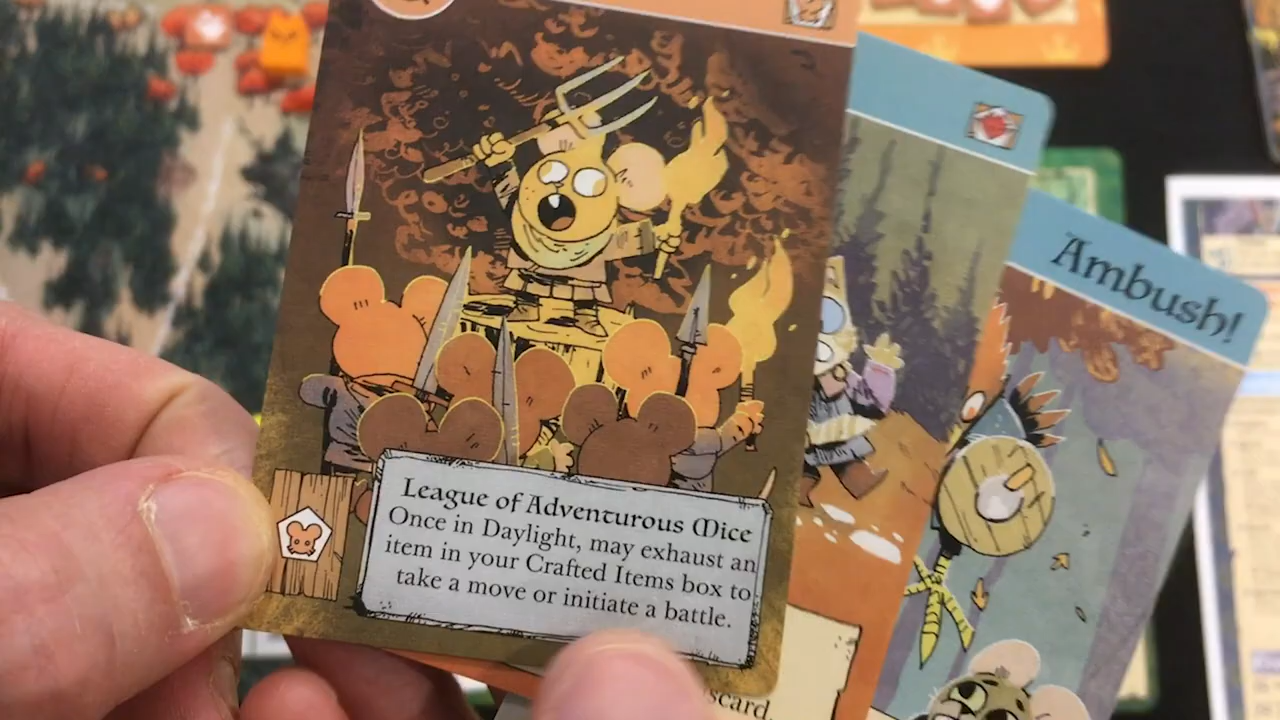 Ambush!
League of Adventurous Mice
Once in Daylight, may exhaust an
item in your Crafted Items box to
take a move or initiate a battle.
scard.